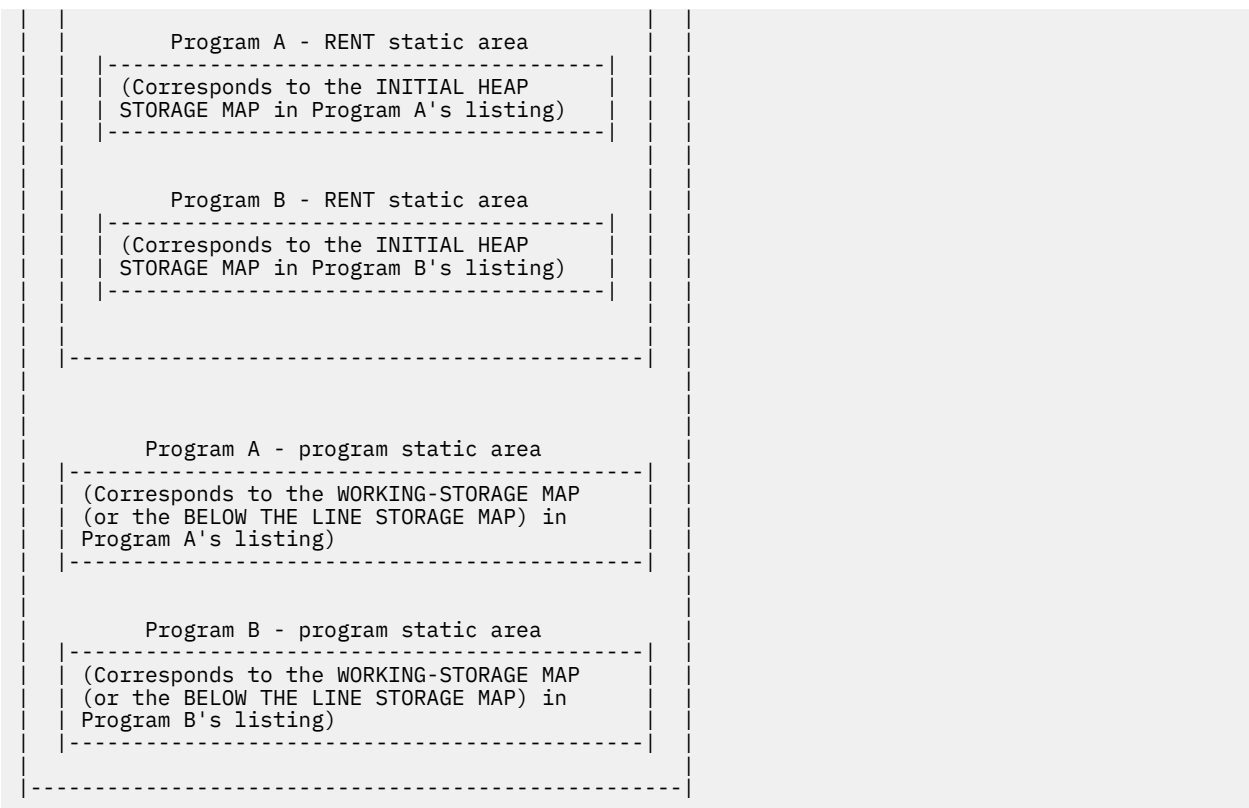 Program A - RENT static area
(Corresponds to the INITIAL HEAP
STORAGE MAP in Program A's listing)
Program B - RENT static area
(Corresponds to the INITIAL HEAP
STORAGE MAP in Program B's listing)
Program A - program static area
(Corresponds to the WORKING-STORAGE MAP
(or the BELOW THE LINE STORAGE MAP) in
Program A's listing)
Program B - program static area
(Corresponds to the WORKING-STORAGE MAP
(or the BELOW THE LINE STORAGE MAP) in
Program B's listing)